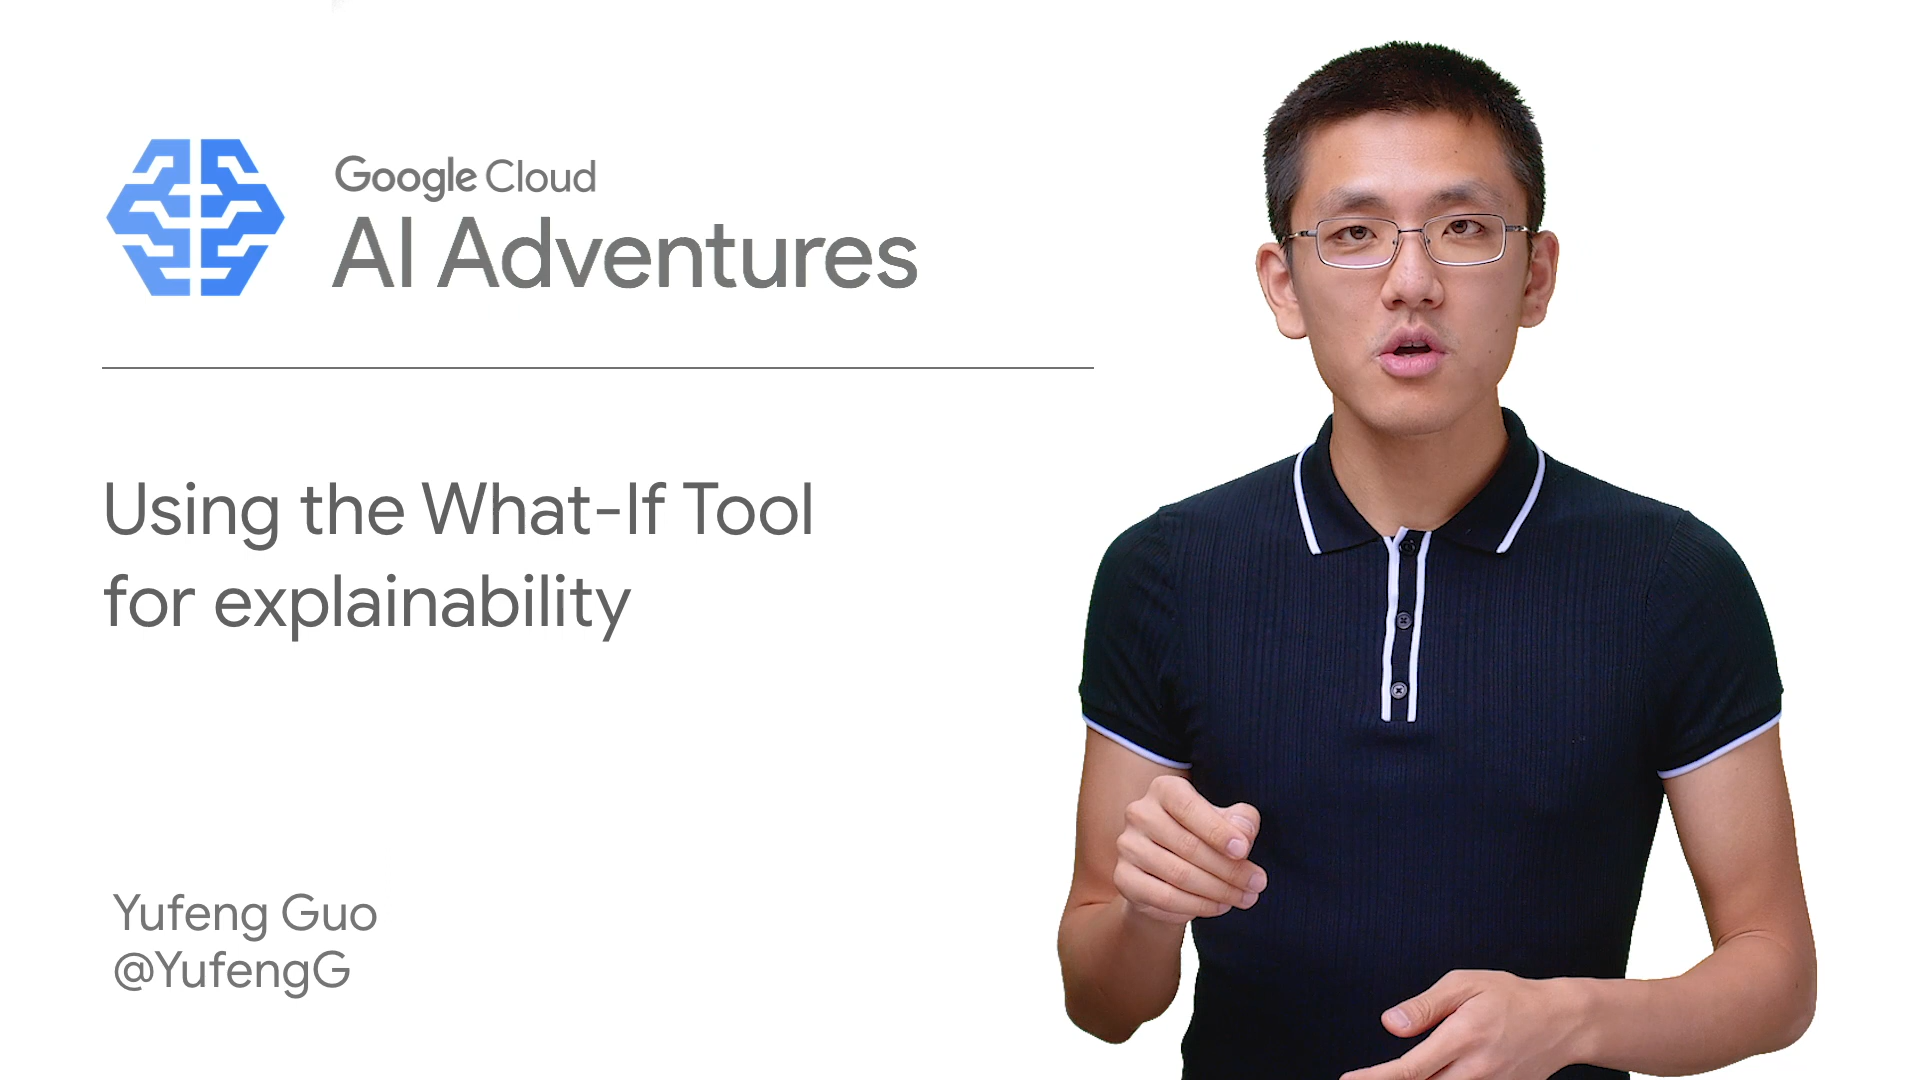 Google Cloud
AI Adventures
Using the What-If Tool
for explainability
Yufeng Guo
@YufengG